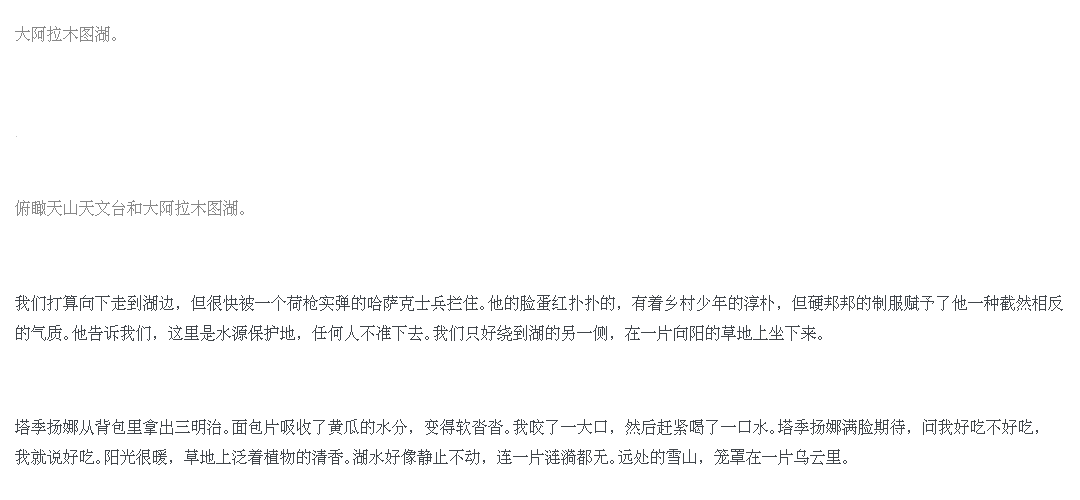 大阿拉木图湖。
俯瞰天山天文台和大阿拉木图湖。
我们打算向下走到湖边，但很快被一个荷枪实弹的哈萨克士兵拦住。他的脸蛋红扑扑的，有着乡村少年的淳朴，但硬邦邦的制服赋予了他一种截然相反
的气质。他告诉我们，这里是水源保护地，任何人不准下去。我们只好绕到湖的另一侧，在一片向阳的草地上坐下来。
塔季扬娜从背包里拿出三明治。面包片吸收了黄瓜的水分，变得软沓沓。我咬了一大口，然后赶紧喝了一口水。塔季扬娜满脸期待，问我好吃不好吃，
我就说好吃。阳光很暖，草地上泛着植物的清香。湖水好像静止不动，连一片涟漪都无。远处的雪山，笼罩在一片乌云里。